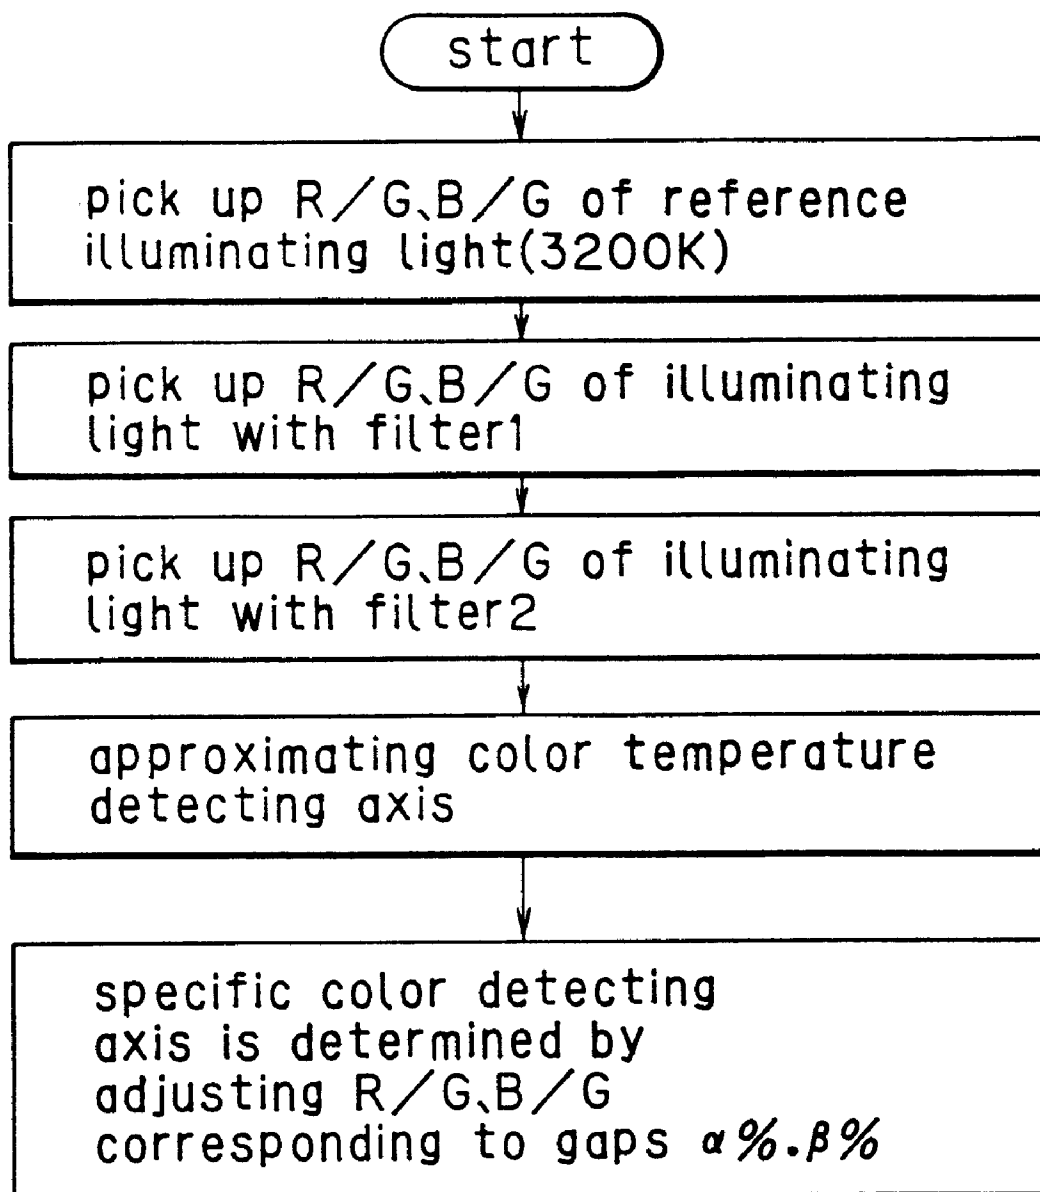 start
pick up R/G、B/G of reference
illuminating light(3200K)
pick up R/G、B/G of illuminating
light with filter1
pick up R/G、B/G of illuminating
light with filter2
approximating color temperature
detecting axis
specific color detecting
axis is determined by
adjusting R/G、B/G
corresponding to gaps α%.β%